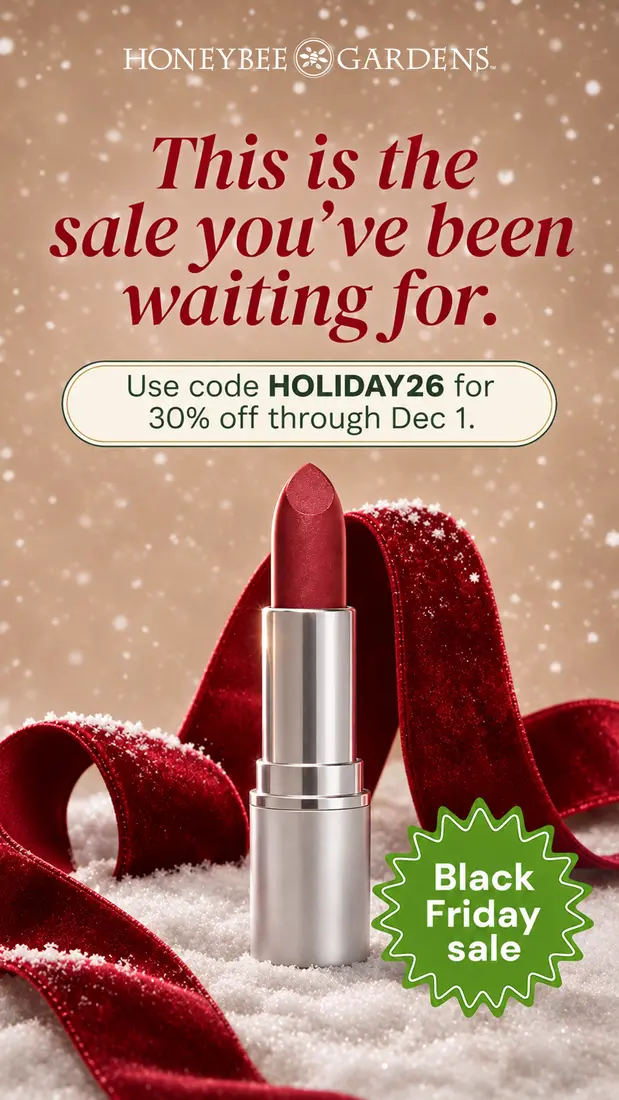 HONEYBEE GARDENS
This is the
sale you've been
waiting for.
Use code HOLIDAY26 for
30% off through Dec 1.
Black
Friday
sale